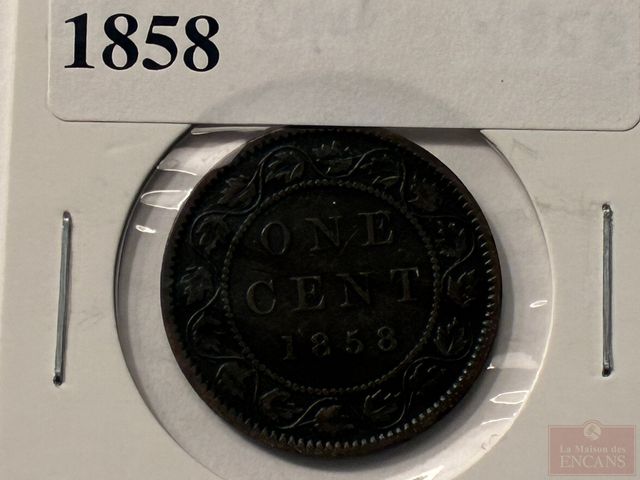 1858
ONE
CENT
1858
La Maison des
ENCANS